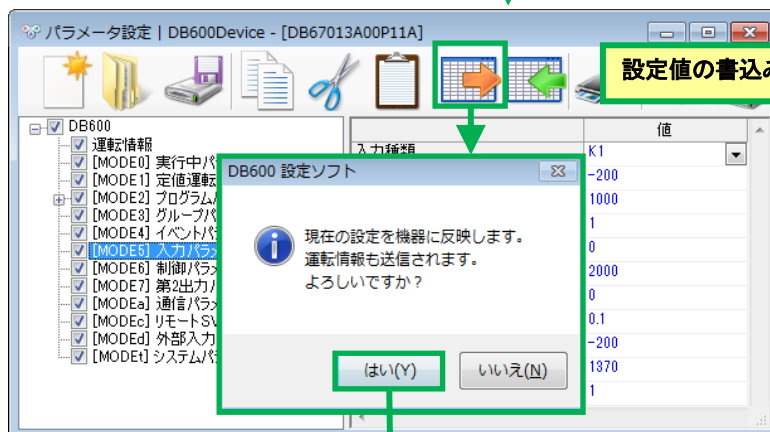 パラメータ設定 | DB600Device - [DB67013A00P11A]
設定値の書込み
DB600
運転情報
[MODE0] 実行中パ
[MODE1] 定値運転
[MODE2] プログラム
[MODE3] グループパ
[MODE4] イベントパ
[MODE5] 入力パラ
[MODE6] 制御パラ
[MODE7] 第2出力
[MODEa] 通信パラ
[MODEc] リモートSV
[MODEd] 外部入力
[MODEt] システムパ
値
入力種類 K1
-200
1000
1
0
2000
0
0.1
-200
1370
1
DB600 設定ソフト
現在の設定を機器に反映します。
運転情報も送信されます。
よろしいですか？
はい(Y)
いいえ(N)